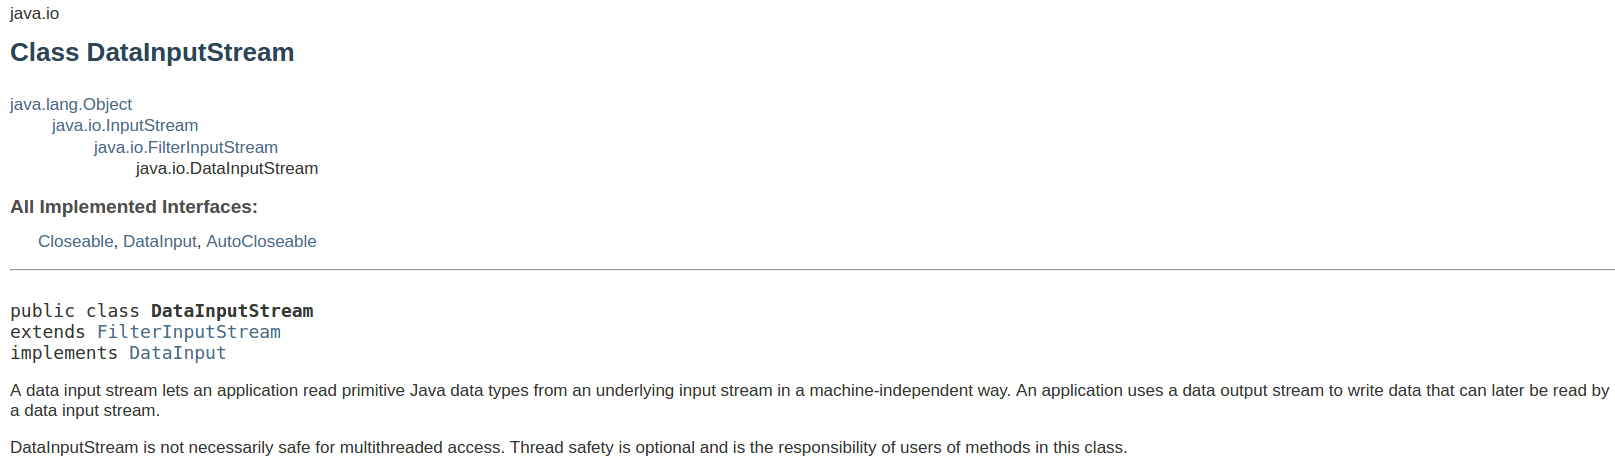 java.io
Class DataInputStream
java.lang.Object
java.io.InputStream
java.io.FilterInputStream
java.io.DataInputStream
All Implemented Interfaces:
Closeable, DataInput, AutoCloseable
public class DataInputStream
extends FilterInputStream
implements DataInput
A data input stream lets an application read primitive Java data types from an underlying input stream in a machine-independent way. An application uses a data output stream to write data that can later be read by
a data input stream.
DataInputStream is not necessarily safe for multithreaded access. Thread safety is optional and is the responsibility of users of methods in this class.